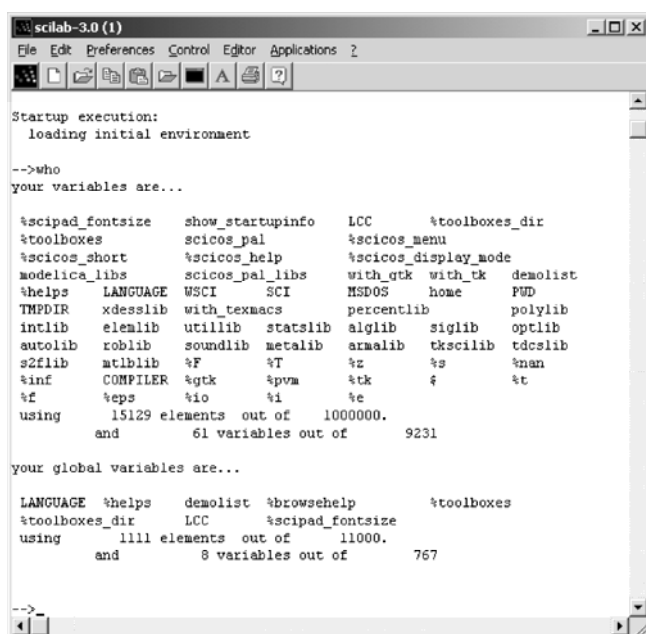 scilab-3.0 (1)
File Edit Preferences Control Editor Applications ?
Startup execution:
loading initial environment
-->who
your variables are...
%scipad_fontsize show_startupinfo LCC %toolboxes_dir
%toolboxes scicos_pal %scicos_menu
%scicos_short %scicos_help %scicos_display_mode
modelica_libs scicos_pal_libs with_gtk with_tk demolist
%helps LANGUAGE WSCI SCI MSDOS home PWD
TMPDIR xdesslib with_texmacs percentlib polylib
intlib elemlib utillib statslib alglib siglib optlib
autolib roblib soundlib metalib armalib tkscilib tdcslib
s2flib mtlblib %F %T %z %s %nan
%inf COMPILER %gtk %pvm %tk $ %t
%f %eps %io %i %e
using 15129 elements out of 1000000.
and 61 variables out of 9231
your global variables are...
LANGUAGE %helps demolist %browsehelp %toolboxes
%toolboxes_dir LCC %scipad_fontsize
using 1111 elements out of 11000.
and 8 variables out of 767
-->_